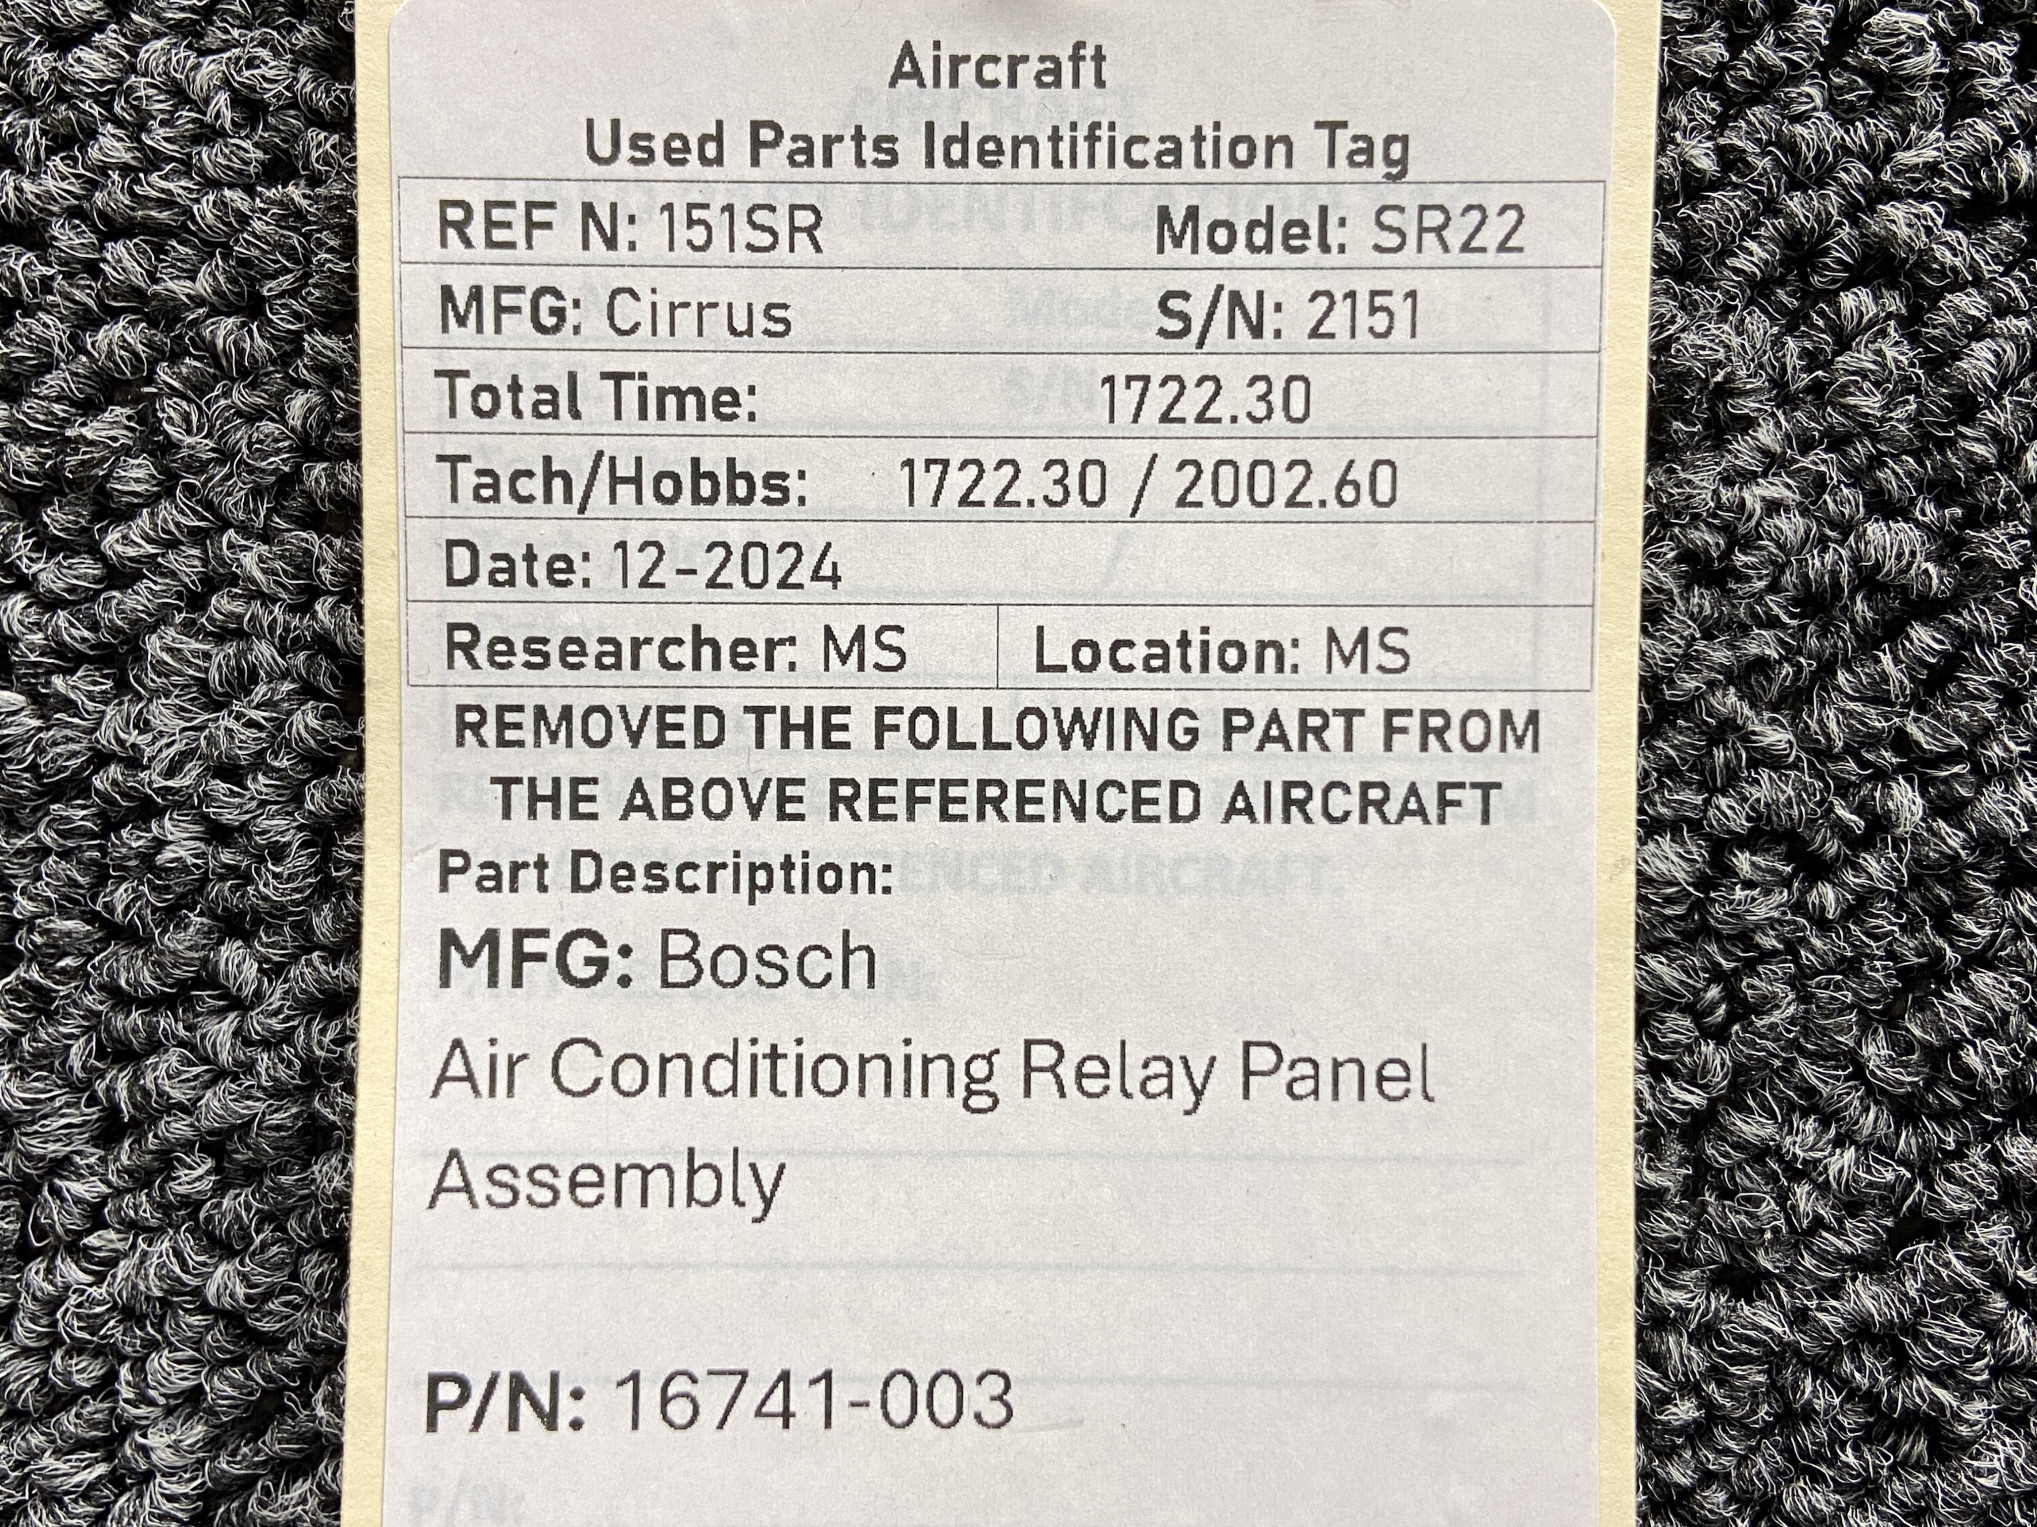 Aircraft
Used Parts Identification Tag
REF N: 151SR Model: SR22
MFG: Cirrus S/N: 2151
Total Time: 1722.30
Tach/Hobbs: 1722.30 / 2002.60
Date: 12-2024
Researcher: MS Location: MS
REMOVED THE FOLLOWING PART FROM
THE ABOVE REFERENCED AIRCRAFT
Part Description:
MFG: Bosch
Air Conditioning Relay Panel
Assembly
P/N: 16741-003